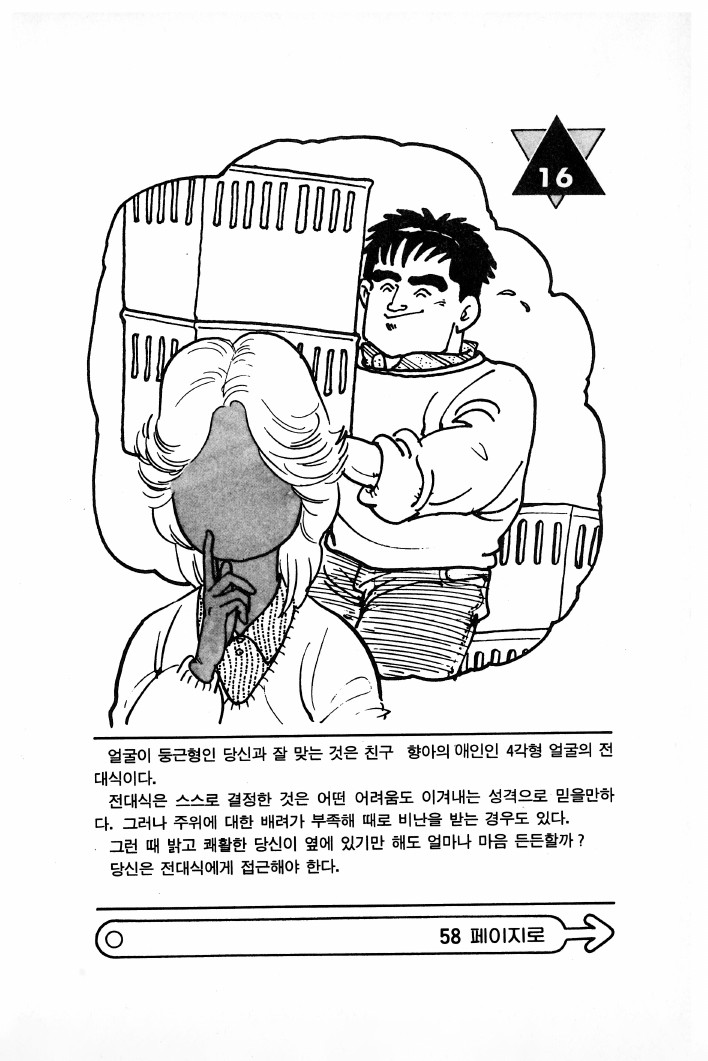 16
얼굴이 둥근형인 당신과 잘 맞는 것은 친구 향아의 애인인 4각형 얼굴의 전
대식이다.
전대식은 스스로 결정한 것은 어떤 어려움도 이겨내는 성격으로 믿을만하
다. 그러나 주위에 대한 배려가 부족해 때로 비난을 받는 경우도 있다.
그런 때 밝고 쾌활한 당신이 옆에 있기만 해도 얼마나 마음 든든할까?
당신은 전대식에게 접근해야 한다.
58 페이지로